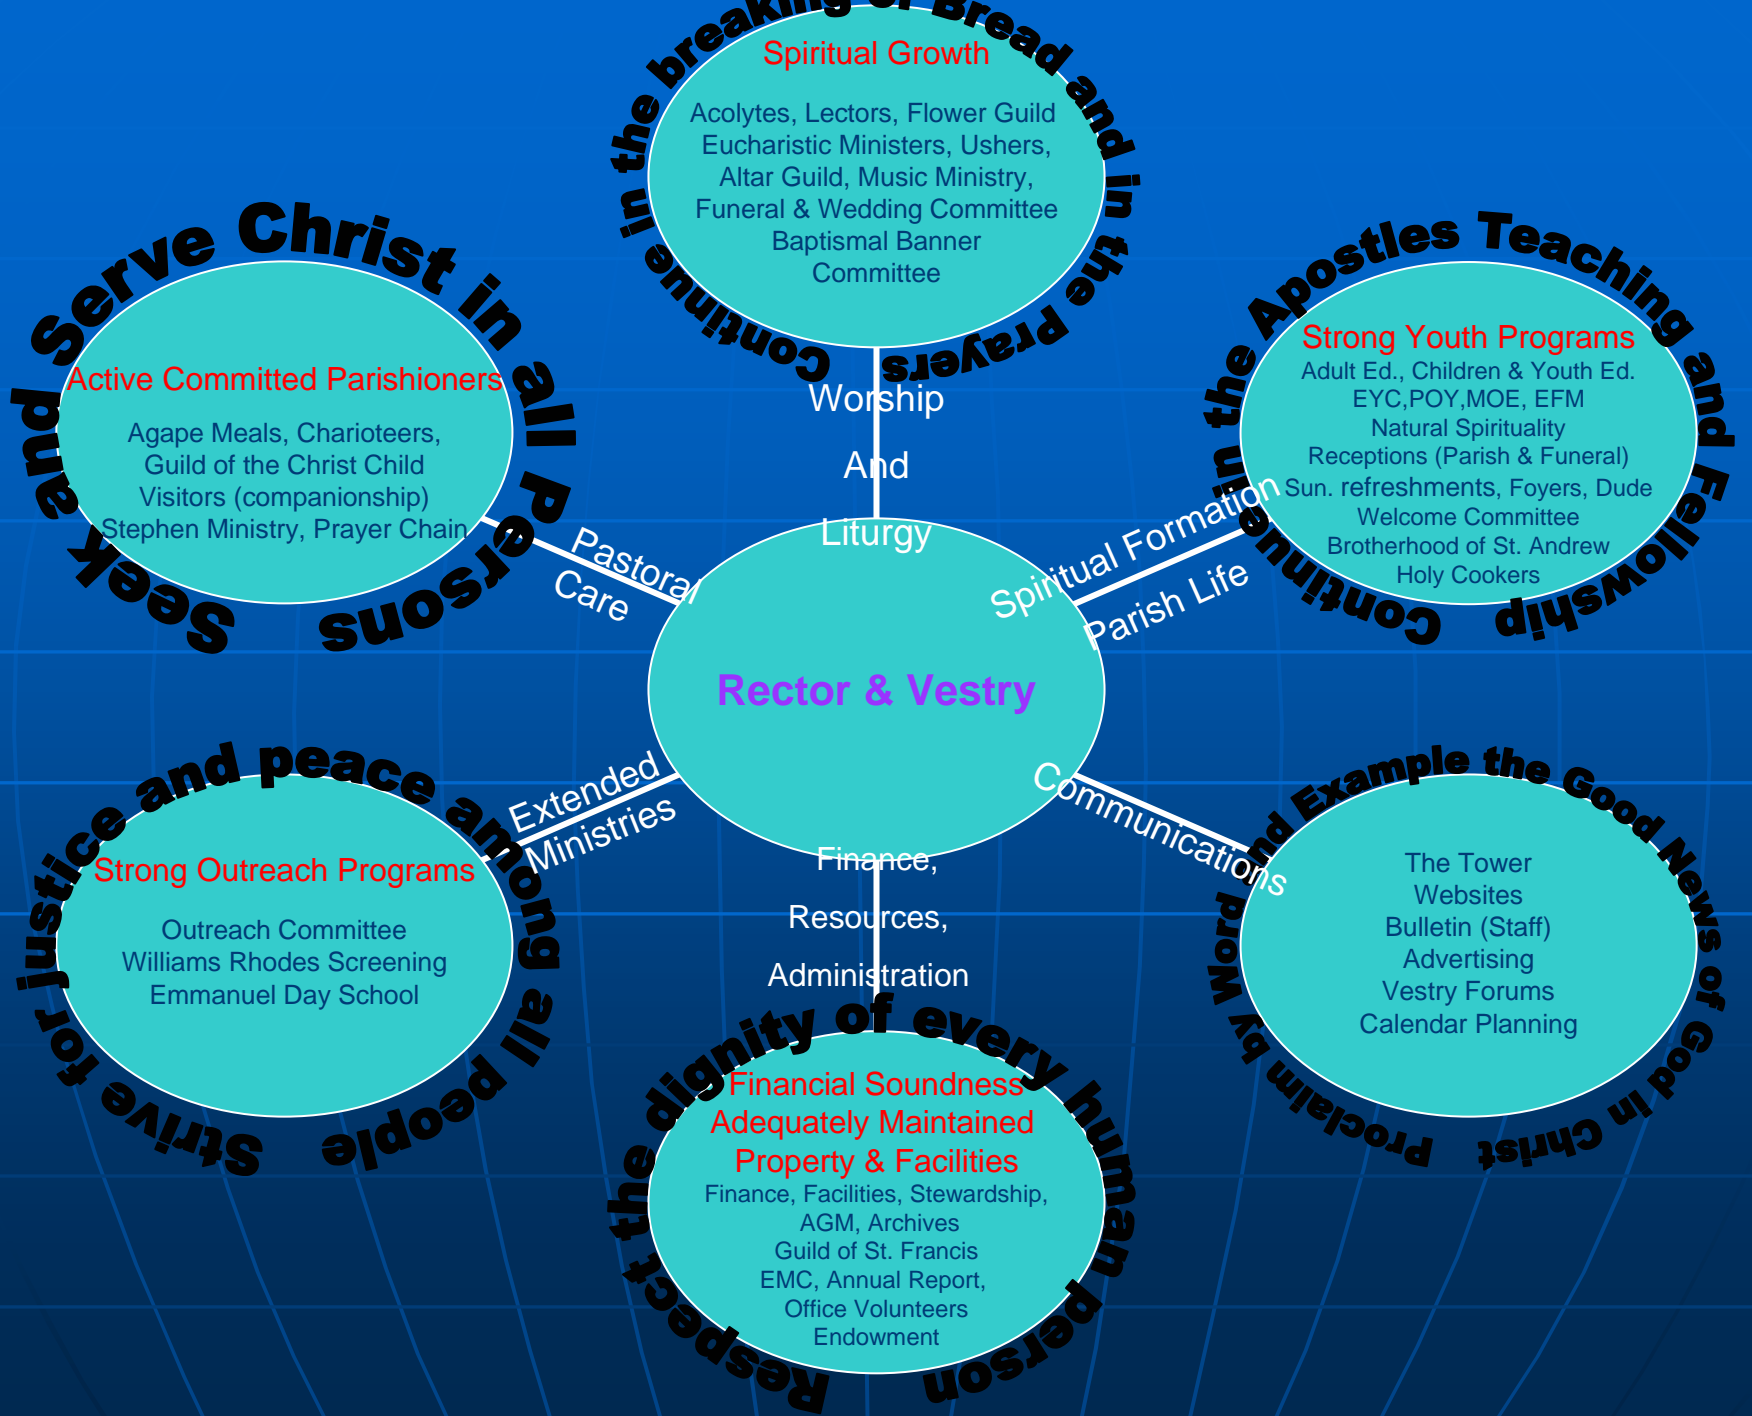 Continue in the breaking of Bread and in the Prayers
Spiritual Growth
Acolytes, Lectors, Flower Guild
Eucharistic Ministers, Ushers,
Altar Guild, Music Ministry,
Funeral & Wedding Committee
Baptismal Banner
Committee
Worship
And
Liturgy
Seek and Serve Christ in all Persons
Active Committed Parishioners
Agape Meals, Charioteers,
Guild of the Christ Child
Visitors (companionship)
Stephen Ministry, Prayer Chain
Pastoral
Care
Continue in the Apostles Teaching and Fellowship
Strong Youth Programs
Adult Ed., Children & Youth Ed.
EYC,POY,MOE, EFM
Natural Spirituality
Receptions (Parish & Funeral)
Sun. refreshments, Foyers, Dude
Welcome Committee
Brotherhood of St. Andrew
Holy Cookers
Spiritual Formation
Parish Life
Rector & Vestry
Strive for justice and peace among all people
Strong Outreach Programs
Outreach Committee
Williams Rhodes Screening
Emmanuel Day School
Extended
Ministries
Communications
Proclaim by Word and Example the Good News of God in Christ
The Tower
Websites
Bulletin (Staff)
Advertising
Vestry Forums
Calendar Planning
Finance,
Resources,
Administration
Respect the dignity of every human person
Financial Soundness
Adequately Maintained
Property & Facilities
Finance, Facilities, Stewardship,
AGM, Archives
Guild of St. Francis
EMC, Annual Report,
Office Volunteers
Endowment